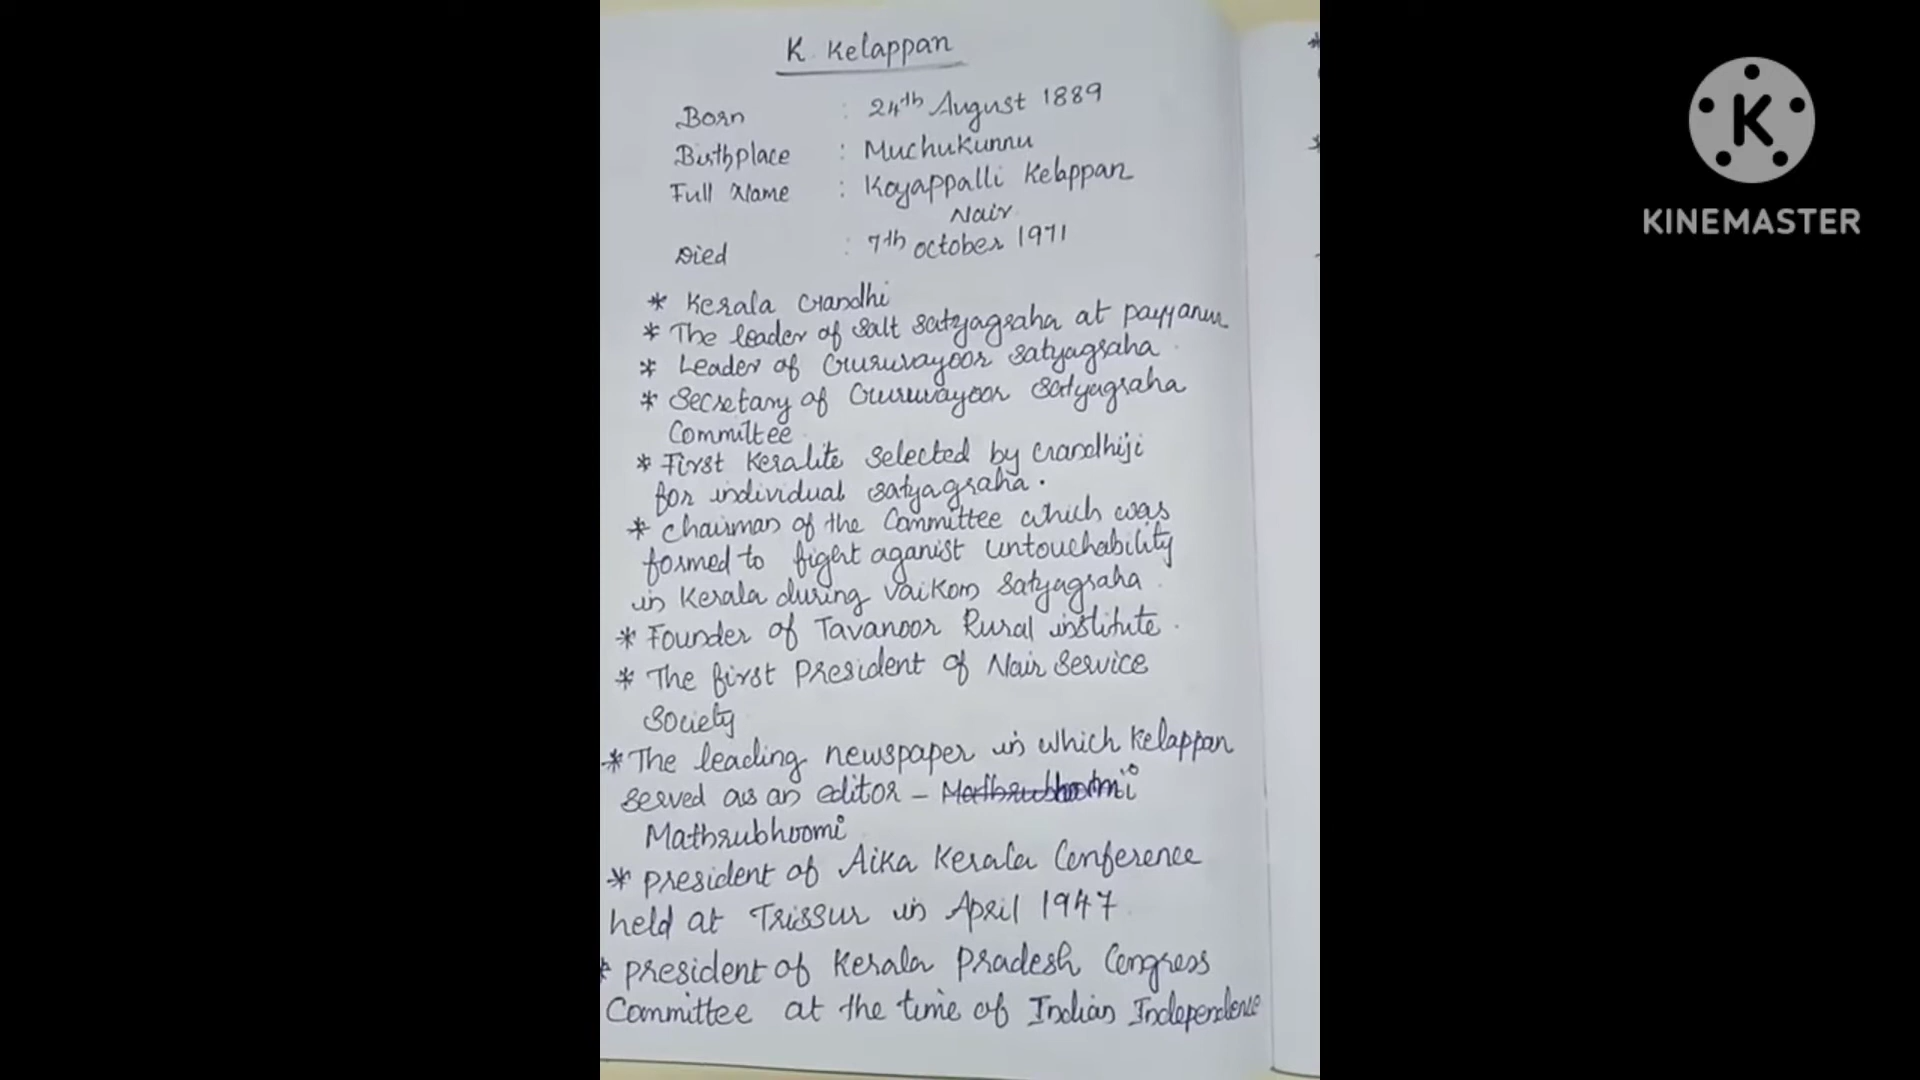 K. Kelappan
Born : 24th August 1889
Birthplace : Muchukunnu
Full Name : Koyappalli Kelappan
Nair
Died : 7th october 1971
* Kerala Gandhi
* The leader of Salt Satyagraha at payyanur
* Leader of Guruvayoor Satyagraha
* Secretary of Guruvayoor Satyagraha
Committee
* First Keralite selected by Gandhiji
for individual satyagraha.
* Chairman of the Committee which was
formed to fight aganist untouchability
in Kerala during Vaikom Satyagraha
* Founder of Tavanoor Rural institute.
* The first President of Nair Service
Society
* The leading newspaper in which Kelappan
served as an editor - Mathrubhoomi
Mathrubhoomi
* president of Aika Kerala Conference
held at Trissur in April 1947
* president of Kerala Pradesh Congress
Committee at the time of Indian Independence
K
KINEMASTER